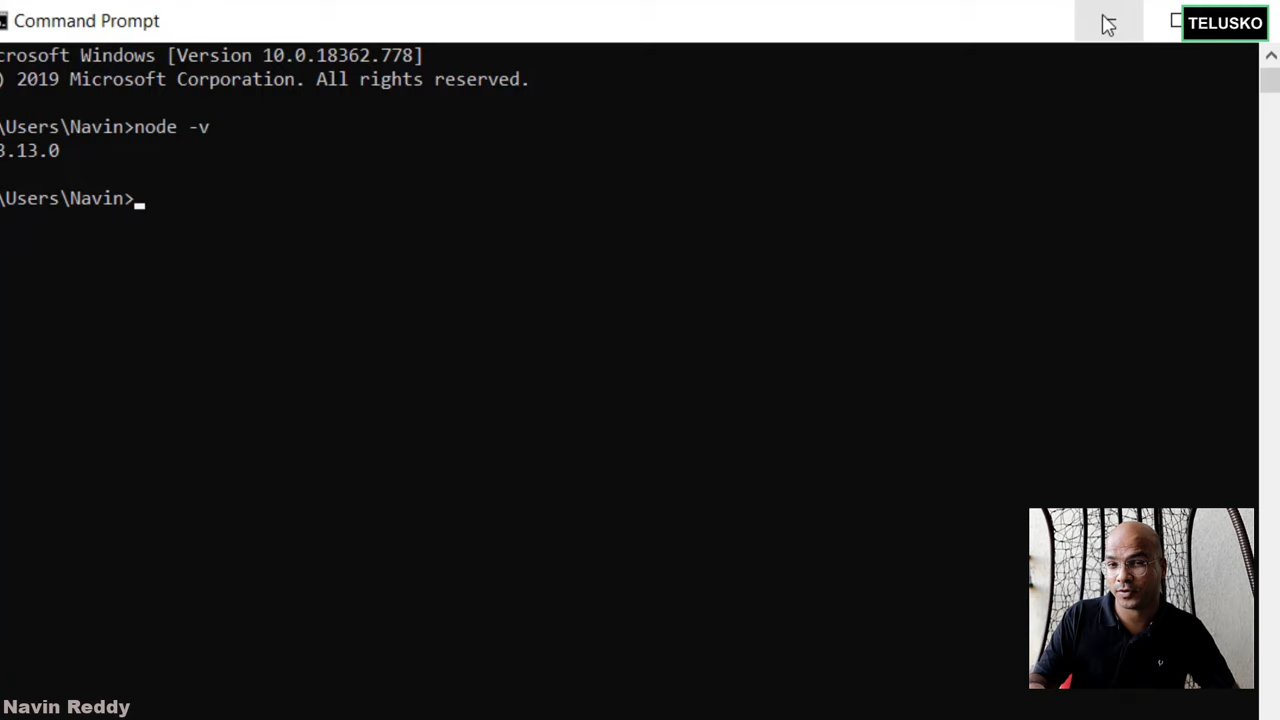 Command Prompt
TELUSKO
crosoft Windows [Version 10.0.18362.778]
) 2019 Microsoft Corporation. All rights reserved.
\Users\Navin>node -v
3.13.0
\Users\Navin>
Navin Reddy